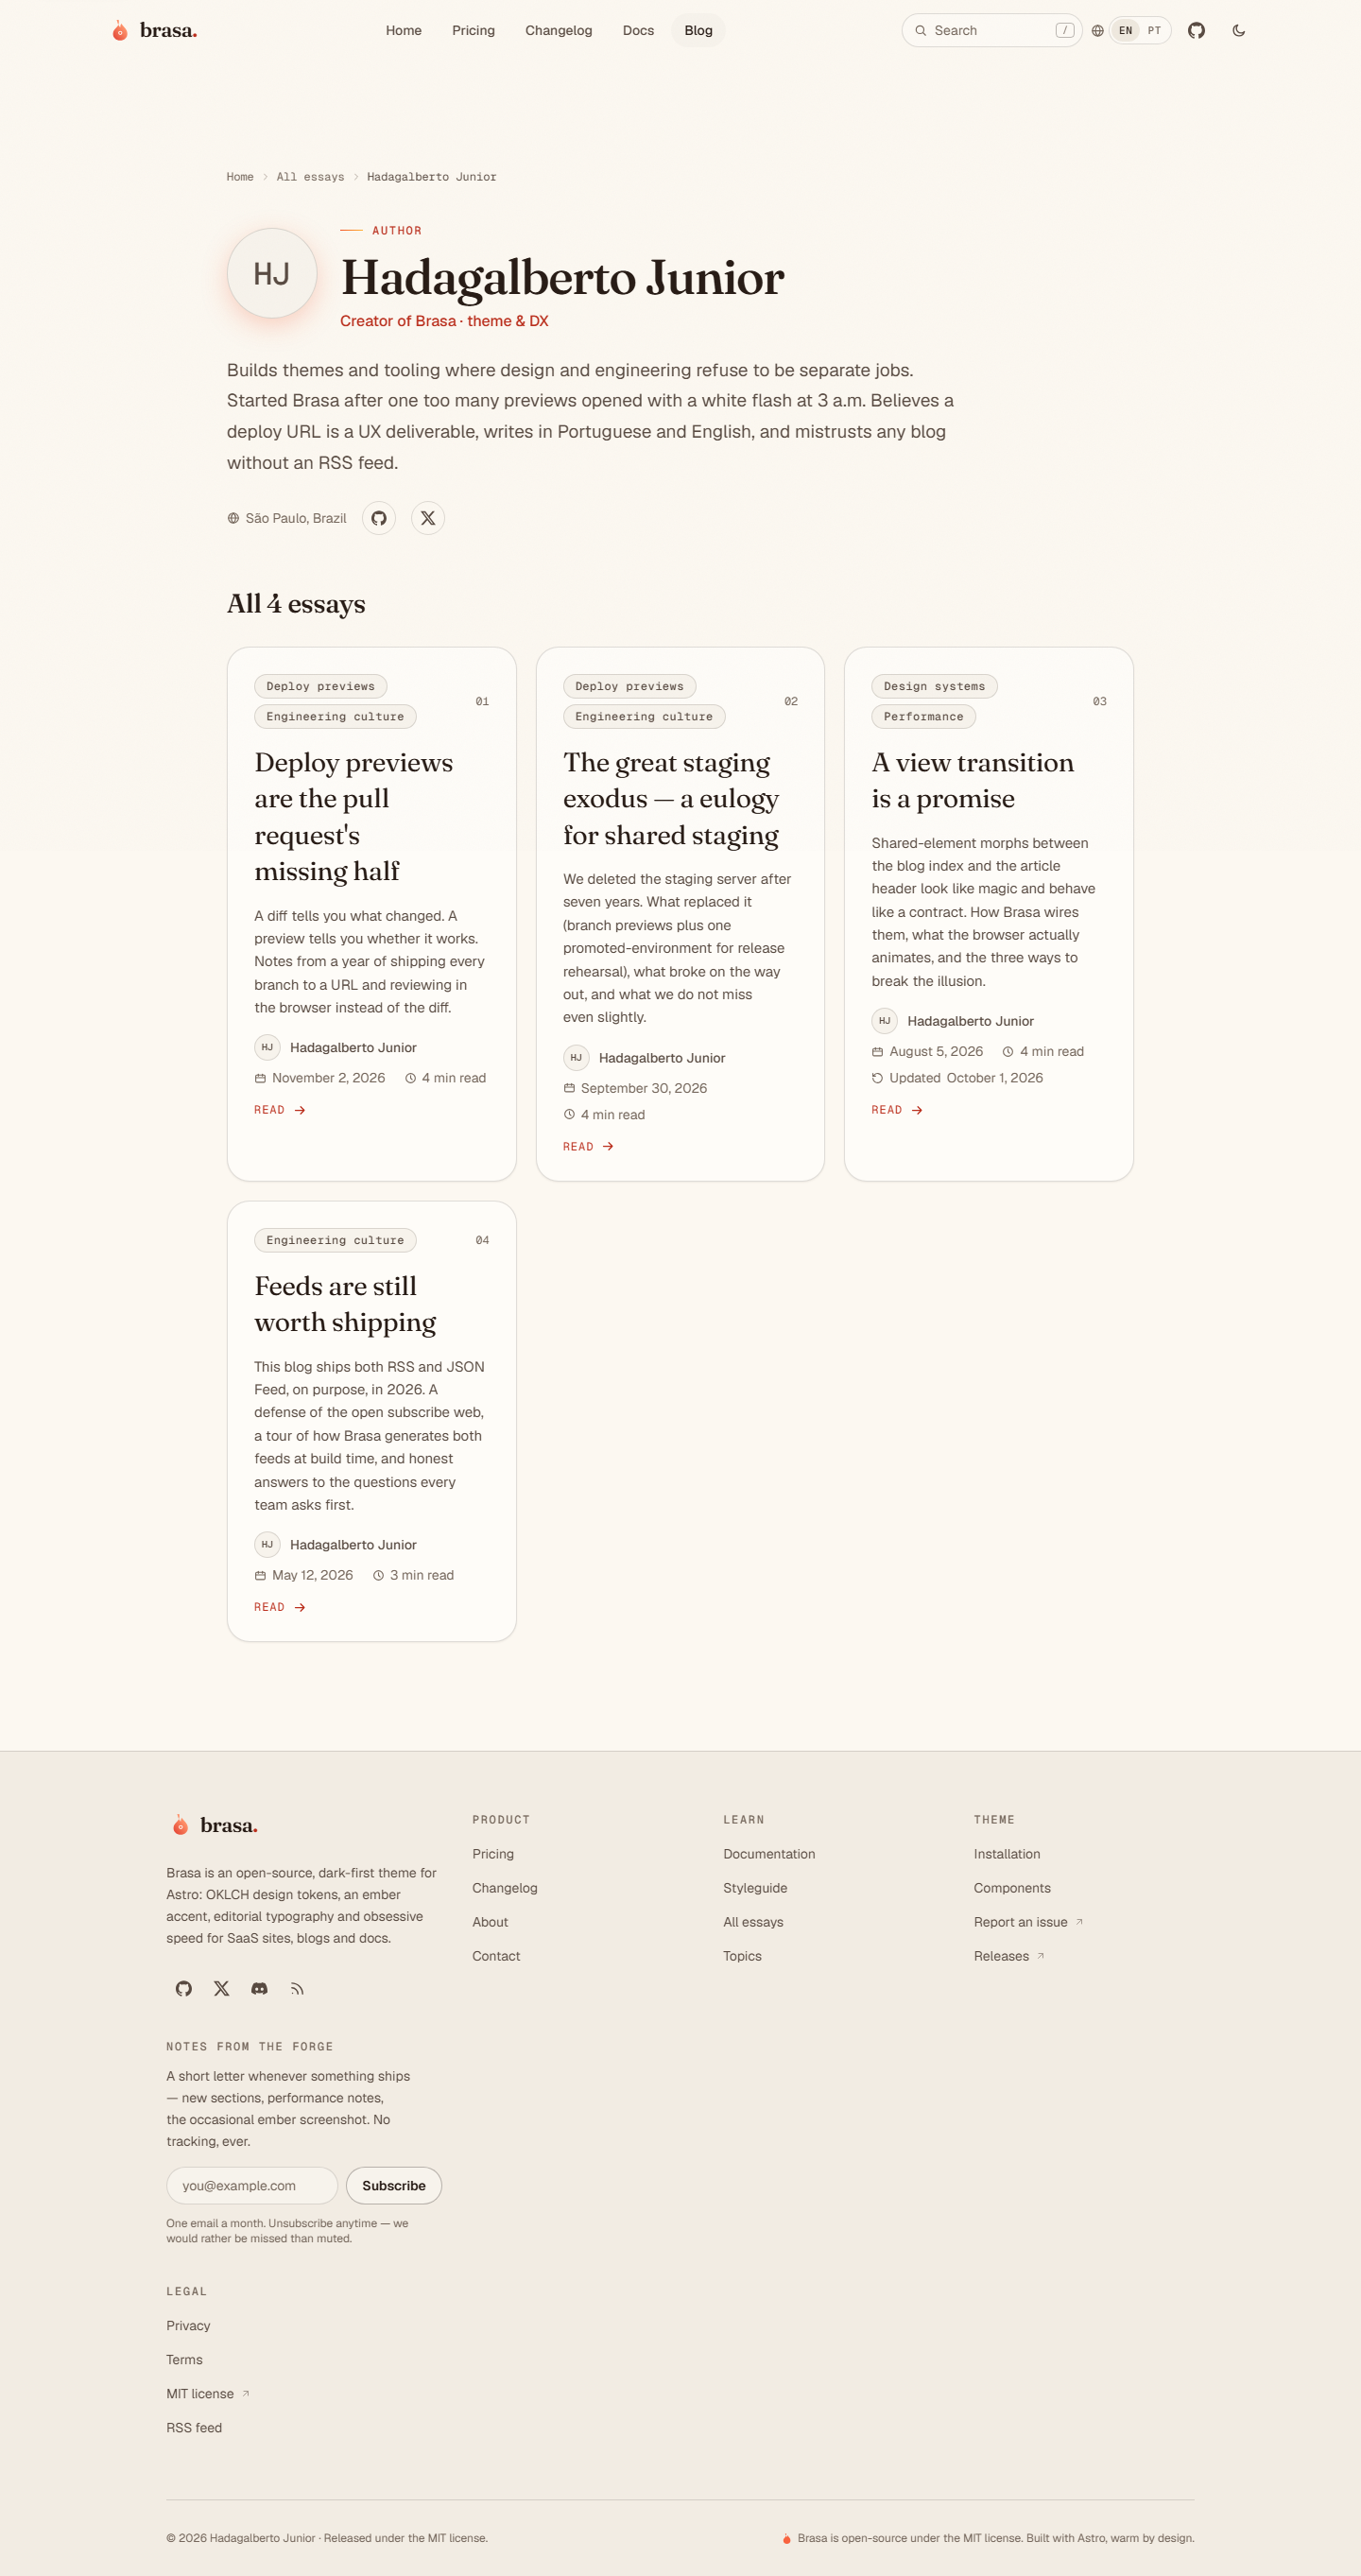 brasa.
Home
Pricing
Changelog
Docs
Blog
Search
/
EN
PT
Home
All essays
Hadagalberto Junior
HJ
AUTHOR
Hadagalberto Junior
Creator of Brasa · theme & DX
Builds themes and tooling where design and engineering refuse to be separate jobs.
Started Brasa after one too many previews opened with a white flash at 3 a.m. Believes a
deploy URL is a UX deliverable, writes in Portuguese and English, and mistrusts any blog
without an RSS feed.
São Paulo, Brazil
All 4 essays
Deploy previews
Engineering culture
01
Deploy previews
are the pull
request's
missing half
A diff tells you what changed. A
preview tells you whether it works.
Notes from a year of shipping every
branch to a URL and reviewing in
the browser instead of the diff.
HJ
Hadagalberto Junior
November 2, 2026
4 min read
READ
Deploy previews
Engineering culture
02
The great staging
exodus — a eulogy
for shared staging
We deleted the staging server after
seven years. What replaced it
(branch previews plus one
promoted-environment for release
rehearsal), what broke on the way
out, and what we do not miss
even slightly.
HJ
Hadagalberto Junior
September 30, 2026
4 min read
READ
Design systems
Performance
03
A view transition
is a promise
Shared-element morphs between
the blog index and the article
header look like magic and behave
like a contract. How Brasa wires
them, what the browser actually
animates, and the three ways to
break the illusion.
HJ
Hadagalberto Junior
August 5, 2026
4 min read
Updated October 1, 2026
READ
Engineering culture
04
Feeds are still
worth shipping
This blog ships both RSS and JSON
Feed, on purpose, in 2026. A
defense of the open subscribe web,
a tour of how Brasa generates both
feeds at build time, and honest
answers to the questions every
team asks first.
HJ
Hadagalberto Junior
May 12, 2026
3 min read
READ
brasa.
Brasa is an open-source, dark-first theme for
Astro: OKLCH design tokens, an ember
accent, editorial typography and obsessive
speed for SaaS sites, blogs and docs.
PRODUCT
Pricing
Changelog
About
Contact
LEARN
Documentation
Styleguide
All essays
Topics
THEME
Installation
Components
Report an issue
Releases
NOTES FROM THE FORGE
A short letter whenever something ships
— new sections, performance notes,
the occasional ember screenshot. No
tracking, ever.
you@example.com
Subscribe
One email a month. Unsubscribe anytime — we
would rather be missed than muted.
LEGAL
Privacy
Terms
MIT license
RSS feed
© 2026 Hadagalberto Junior · Released under the MIT license.
Brasa is open-source under the MIT license. Built with Astro, warm by design.